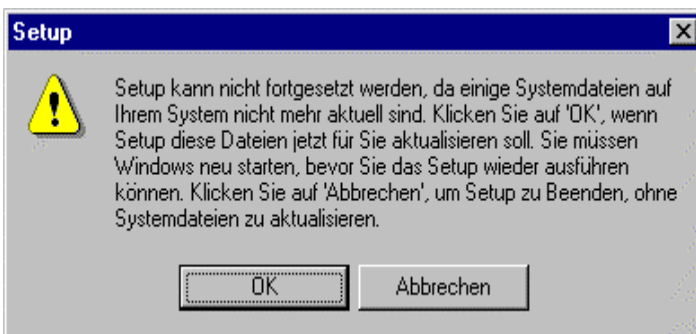 Setup
Setup kann nicht fortgesetzt werden, da einige Systemdateien auf
Ihrem System nicht mehr aktuell sind. Klicken Sie auf 'OK', wenn
Setup diese Dateien jetzt für Sie aktualisieren soll. Sie müssen
Windows neu starten, bevor Sie das Setup wieder ausführen
können. Klicken Sie auf 'Abbrechen', um Setup zu Beenden, ohne
Systemdateien zu aktualisieren.
OK
Abbrechen